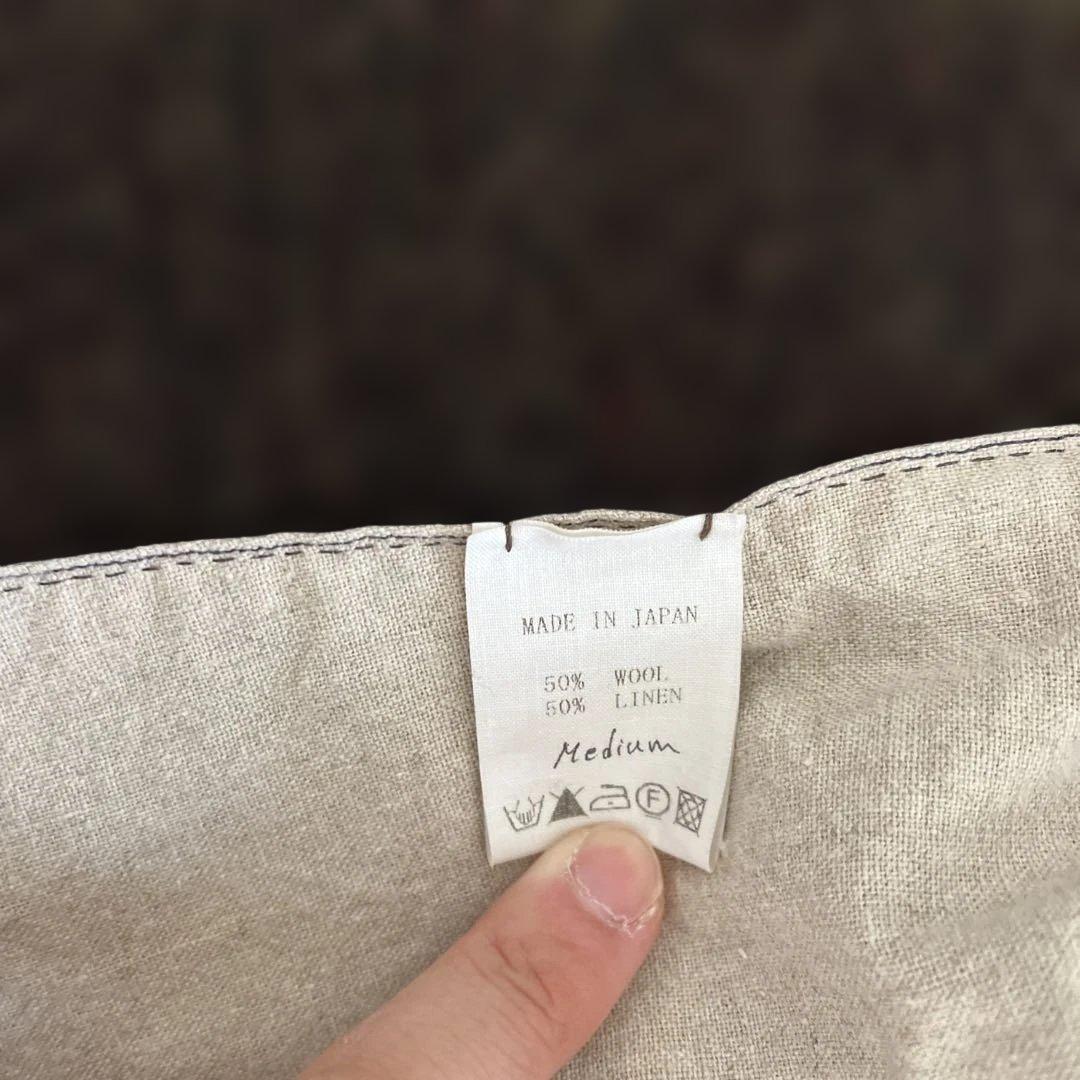 MADE IN JAPAN
50% WOOL
50% LINEN
Medium
F